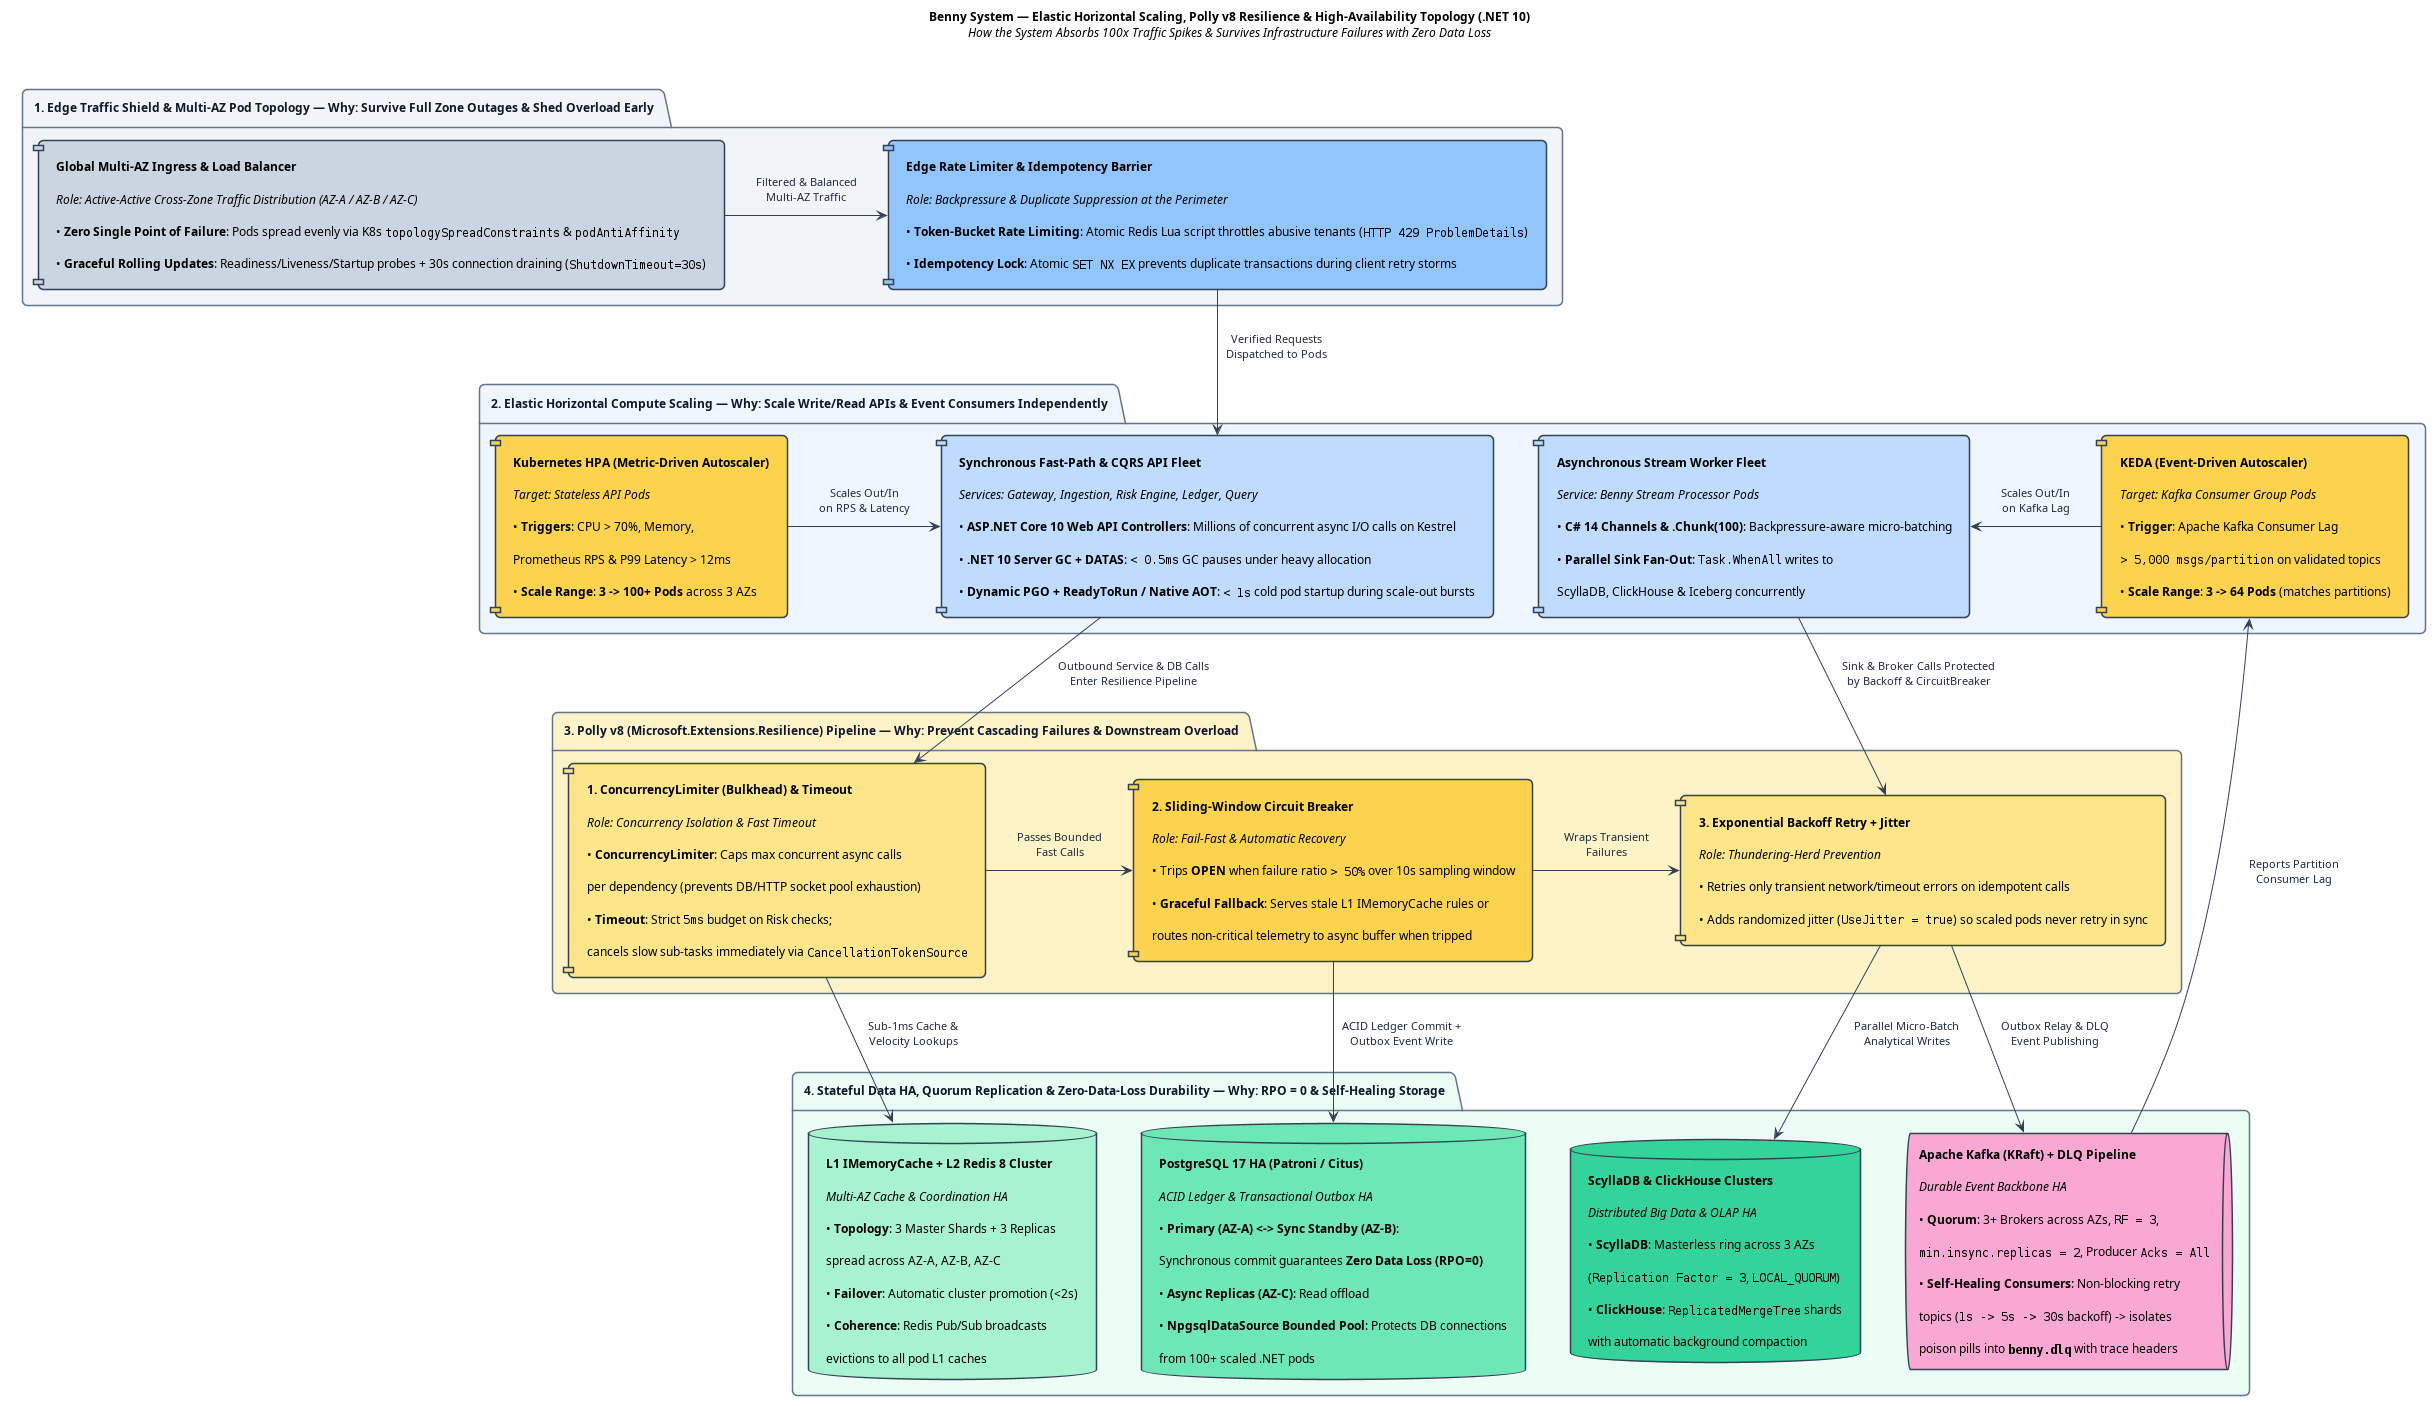 Benny System — Elastic Horizontal Scaling, Polly v8 Resilience & High-Availability Topology (.NET 10)
How the System Absorbs 100x Traffic Spikes & Survives Infrastructure Failures with Zero Data Loss
1. Edge Traffic Shield & Multi-AZ Pod Topology — Why: Survive Full Zone Outages & Shed Overload Early
Global Multi-AZ Ingress & Load Balancer
Role: Active-Active Cross-Zone Traffic Distribution (AZ-A / AZ-B / AZ-C)
• Zero Single Point of Failure: Pods spread evenly via K8s topologySpreadConstraints & podAntiAffinity
• Graceful Rolling Updates: Readiness/Liveness/Startup probes + 30s connection draining (ShutdownTimeout=30s)
Filtered & Balanced
Multi-AZ Traffic
Edge Rate Limiter & Idempotency Barrier
Role: Backpressure & Duplicate Suppression at the Perimeter
• Token-Bucket Rate Limiting: Atomic Redis Lua script throttles abusive tenants (HTTP 429 ProblemDetails)
• Idempotency Lock: Atomic SET NX EX prevents duplicate transactions during client retry storms
Verified Requests
Dispatched to Pods
2. Elastic Horizontal Compute Scaling — Why: Scale Write/Read APIs & Event Consumers Independently
Kubernetes HPA (Metric-Driven Autoscaler)
Target: Stateless API Pods
• Triggers: CPU > 70%, Memory,
Prometheus RPS & P99 Latency > 12ms
• Scale Range: 3 -> 100+ Pods across 3 AZs
Scales Out/In
on RPS & Latency
Synchronous Fast-Path & CQRS API Fleet
Services: Gateway, Ingestion, Risk Engine, Ledger, Query
• ASP.NET Core 10 Web API Controllers: Millions of concurrent async I/O calls on Kestrel
• .NET 10 Server GC + DATAS: < 0.5ms GC pauses under heavy allocation
• Dynamic PGO + ReadyToRun / Native AOT: < 1s cold pod startup during scale-out bursts
Asynchronous Stream Worker Fleet
Service: Benny Stream Processor Pods
• C# 14 Channels & .Chunk(100): Backpressure-aware micro-batching
• Parallel Sink Fan-Out: Task.WhenAll writes to
ScyllaDB, ClickHouse & Iceberg concurrently
Scales Out/In
on Kafka Lag
KEDA (Event-Driven Autoscaler)
Target: Kafka Consumer Group Pods
• Trigger: Apache Kafka Consumer Lag
> 5,000 msgs/partition on validated topics
• Scale Range: 3 -> 64 Pods (matches partitions)
Outbound Service & DB Calls
Enter Resilience Pipeline
Sink & Broker Calls Protected
by Backoff & CircuitBreaker
3. Polly v8 (Microsoft.Extensions.Resilience) Pipeline — Why: Prevent Cascading Failures & Downstream Overload
1. ConcurrencyLimiter (Bulkhead) & Timeout
Role: Concurrency Isolation & Fast Timeout
• ConcurrencyLimiter: Caps max concurrent async calls
per dependency (prevents DB/HTTP socket pool exhaustion)
• Timeout: Strict 5ms budget on Risk checks;
cancels slow sub-tasks immediately via CancellationTokenSource
Passes Bounded
Fast Calls
2. Sliding-Window Circuit Breaker
Role: Fail-Fast & Automatic Recovery
• Trips OPEN when failure ratio > 50% over 10s sampling window
• Graceful Fallback: Serves stale L1 IMemoryCache rules or
routes non-critical telemetry to async buffer when tripped
Wraps Transient
Failures
3. Exponential Backoff Retry + Jitter
Role: Thundering-Herd Prevention
• Retries only transient network/timeout errors on idempotent calls
• Adds randomized jitter (UseJitter = true) so scaled pods never retry in sync
Reports Partition
Consumer Lag
Sub-1ms Cache &
Velocity Lookups
ACID Ledger Commit +
Outbox Event Write
Parallel Micro-Batch
Analytical Writes
Outbox Relay & DLQ
Event Publishing
4. Stateful Data HA, Quorum Replication & Zero-Data-Loss Durability — Why: RPO = 0 & Self-Healing Storage
L1 IMemoryCache + L2 Redis 8 Cluster
Multi-AZ Cache & Coordination HA
• Topology: 3 Master Shards + 3 Replicas
spread across AZ-A, AZ-B, AZ-C
• Failover: Automatic cluster promotion (<2s)
• Coherence: Redis Pub/Sub broadcasts
evictions to all pod L1 caches
PostgreSQL 17 HA (Patroni / Citus)
ACID Ledger & Transactional Outbox HA
• Primary (AZ-A) <-> Sync Standby (AZ-B):
Synchronous commit guarantees Zero Data Loss (RPO=0)
• Async Replicas (AZ-C): Read offload
• NpgsqlDataSource Bounded Pool: Protects DB connections
from 100+ scaled .NET pods
ScyllaDB & ClickHouse Clusters
Distributed Big Data & OLAP HA
• ScyllaDB: Masterless ring across 3 AZs
(Replication Factor = 3, LOCAL_QUORUM)
• ClickHouse: ReplicatedMergeTree shards
with automatic background compaction
Apache Kafka (KRaft) + DLQ Pipeline
Durable Event Backbone HA
• Quorum: 3+ Brokers across AZs, RF = 3,
min.insync.replicas = 2, Producer Acks = All
• Self-Healing Consumers: Non-blocking retry
topics (1s -> 5s -> 30s backoff) -> isolates
poison pills into benny.dlq with trace headers